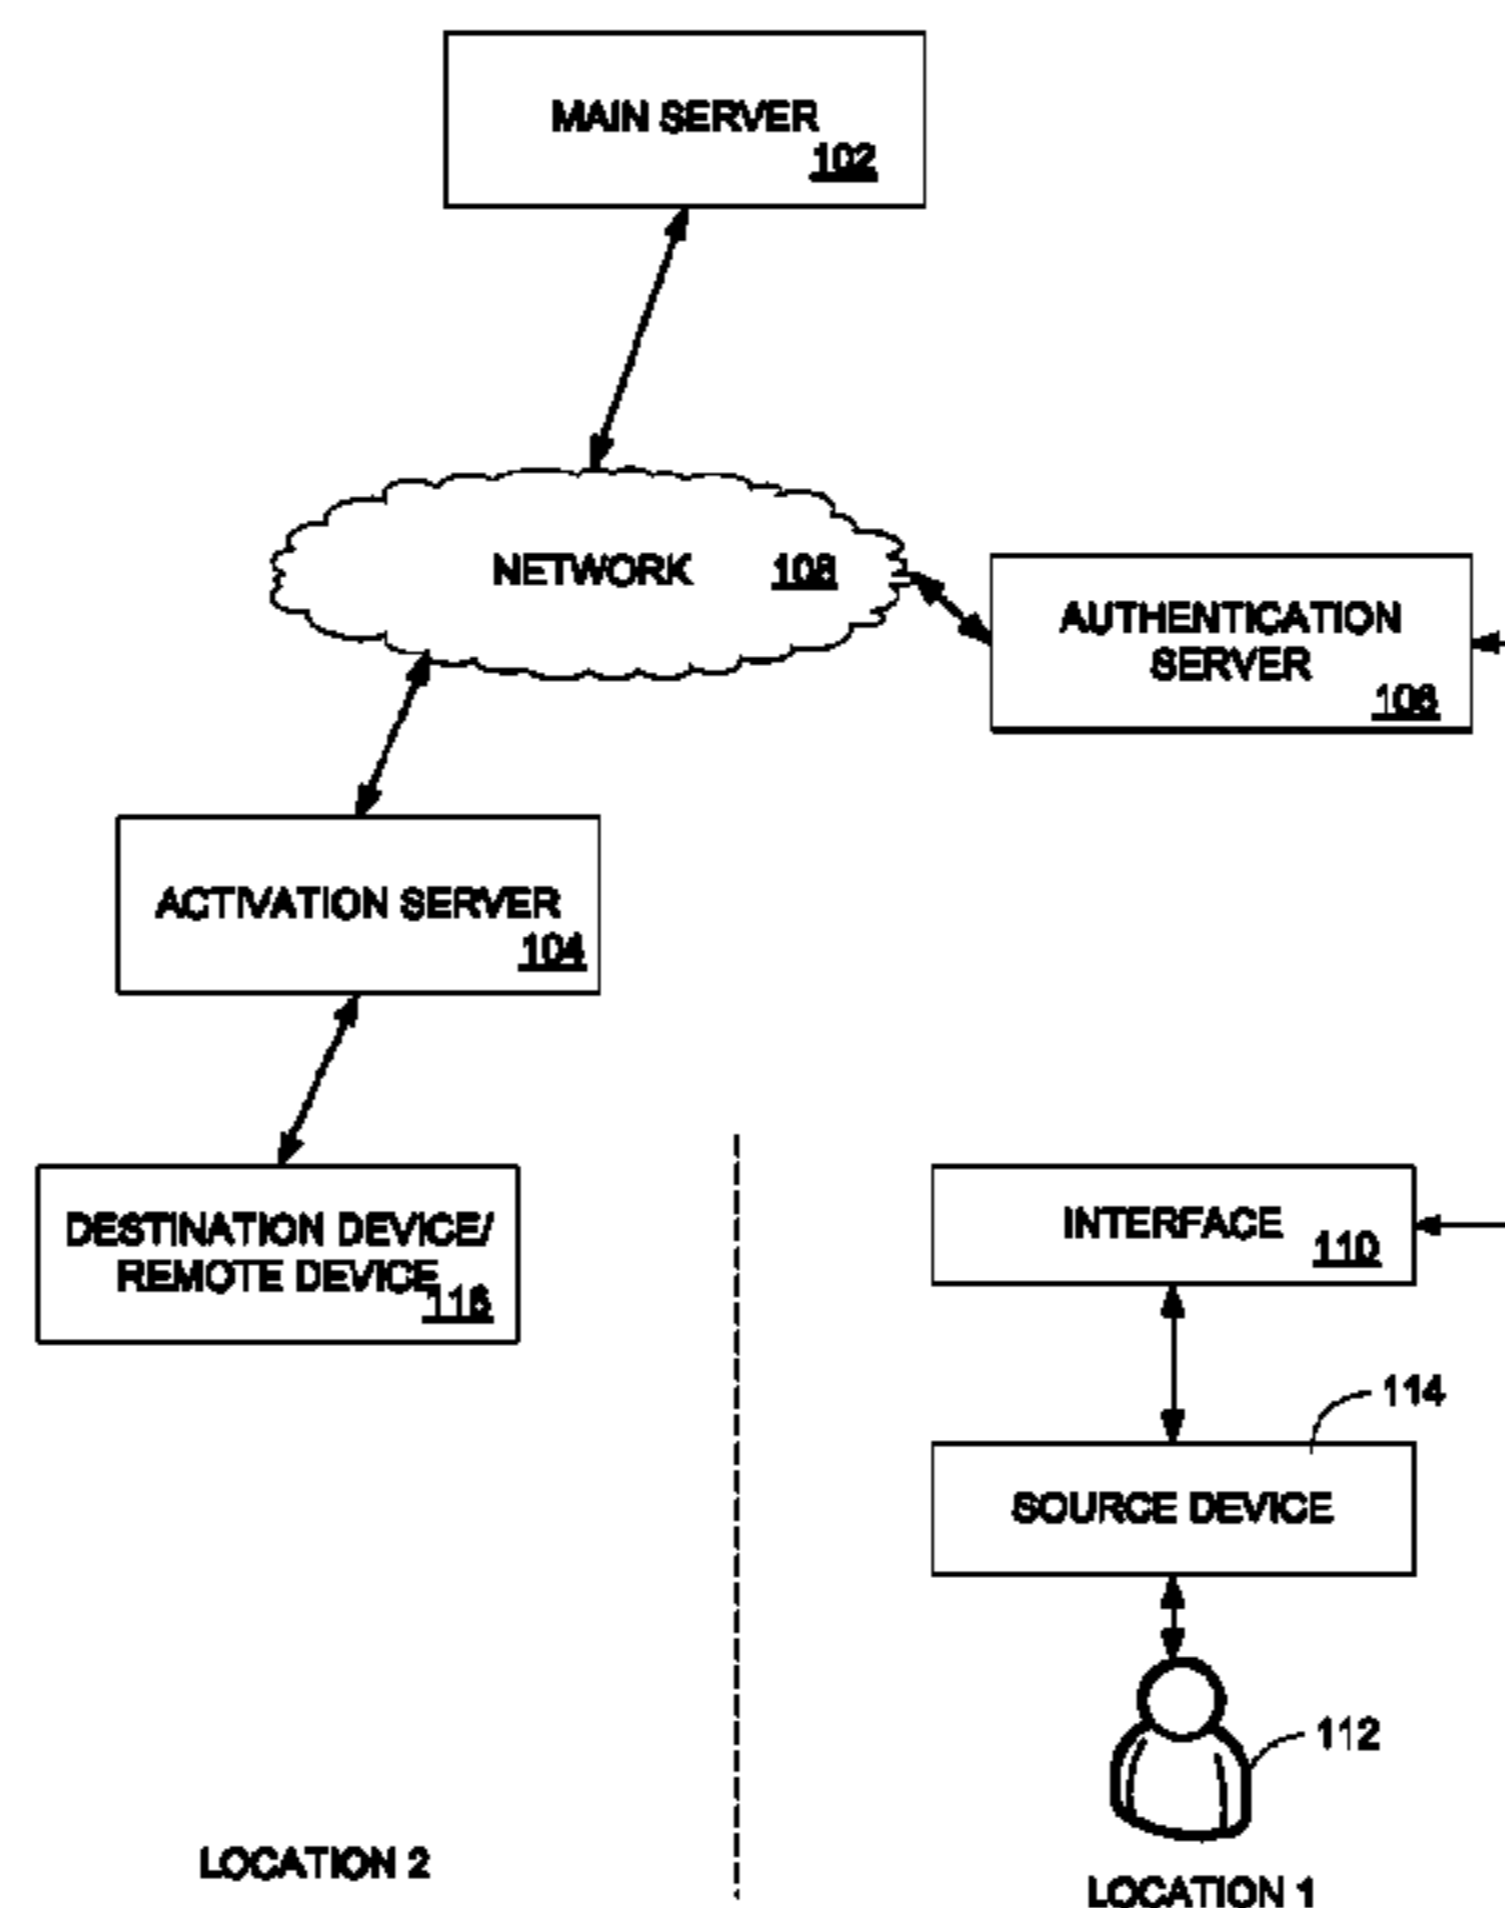 MAIN SERVER
102
NETWORK 108
AUTHENTICATION
SERVER
106
ACTIVATION SERVER
104
DESTINATION DEVICE/
REMOTE DEVICE
116
INTERFACE
110
114
SOURCE DEVICE
112
LOCATION 2
LOCATION 1